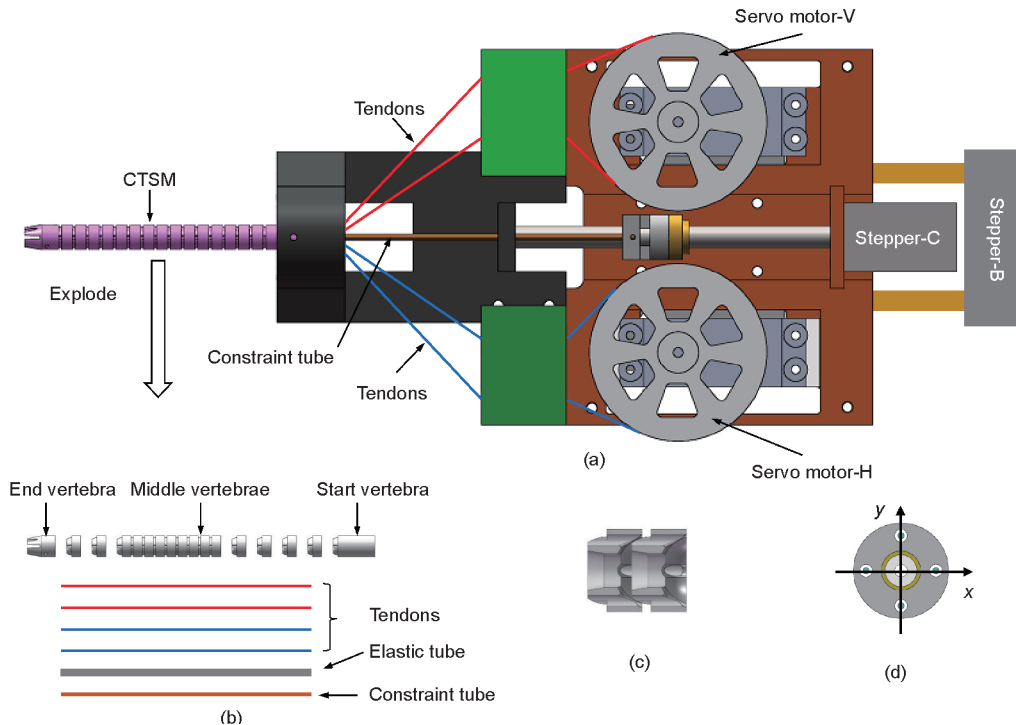 Servo motor-V
Tendons
CTSM
Stepper-C
Stepper-B
Explode
Constraint tube
Tendons
(a)
Servo motor-H
End vertebra
Middle vertebrae
Start vertebra
Tendons
Elastic tube
Constraint tube
(b)
(c)
y
x
(d)